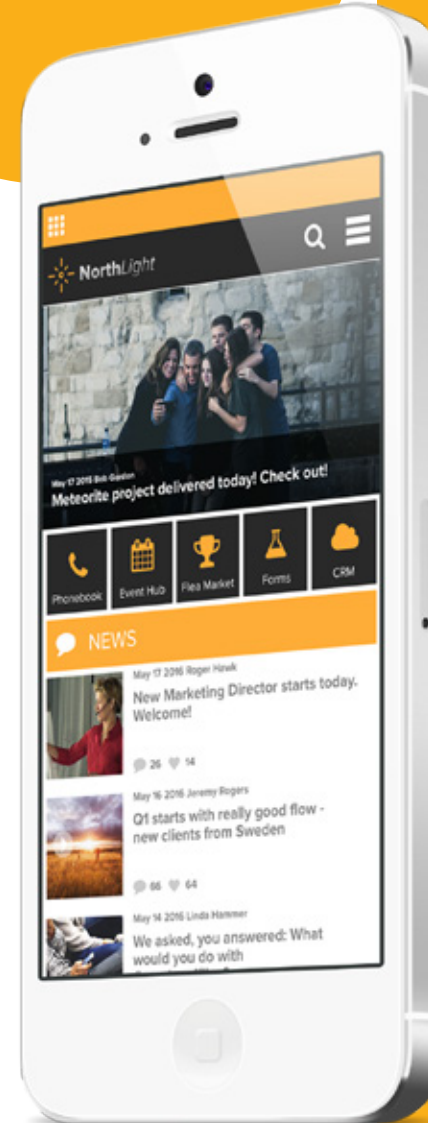 NorthLight
May 17 2015 Bob Gordon
Meteorite project delivered today! Check out!
Phonebook
Event Hub
Flea Market
Forms
CRM
NEWS
May 17 2016 Roger Hawk
New Marketing Director starts today.
Welcome!
26 14
May 16 2016 Jeremy Rogers
Q1 starts with really good flow -
new clients from Sweden
66 64
May 14 2016 Linda Hammer
We asked, you answered: What
would you do with